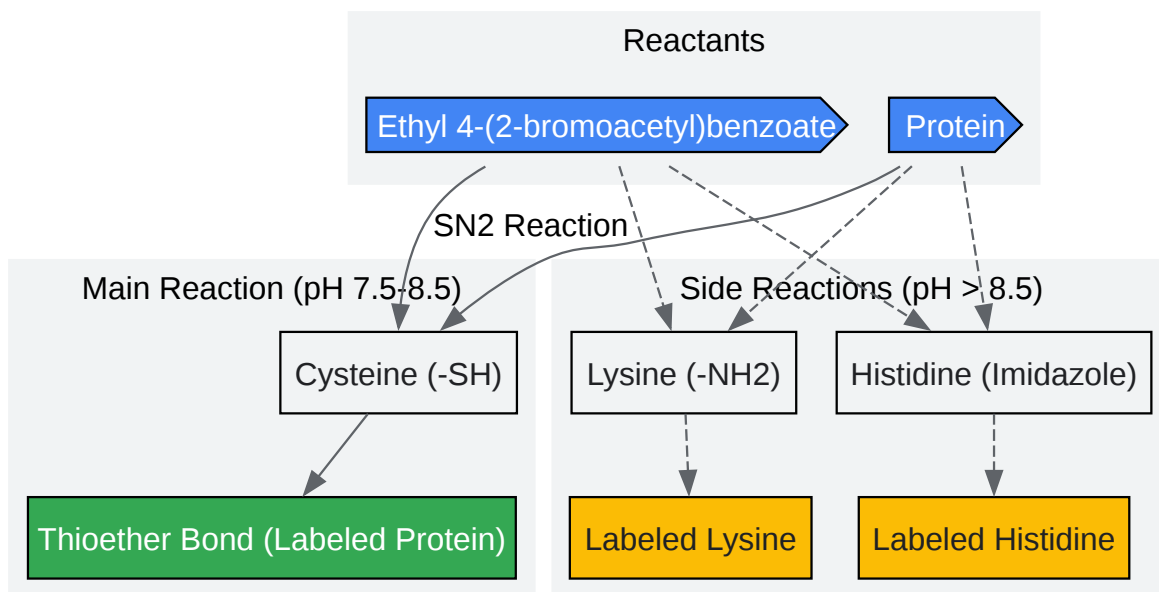 Reactants
Ethyl 4-(2-bromoacetyl)benzoate
Protein
SN2 Reaction
Main Reaction (pH 7.5-8.5)
Side Reactions (pH > 8.5)
Cysteine (-SH)
Lysine (-NH2)
Histidine (Imidazole)
Thioether Bond (Labeled Protein)
Labeled Lysine
Labeled Histidine